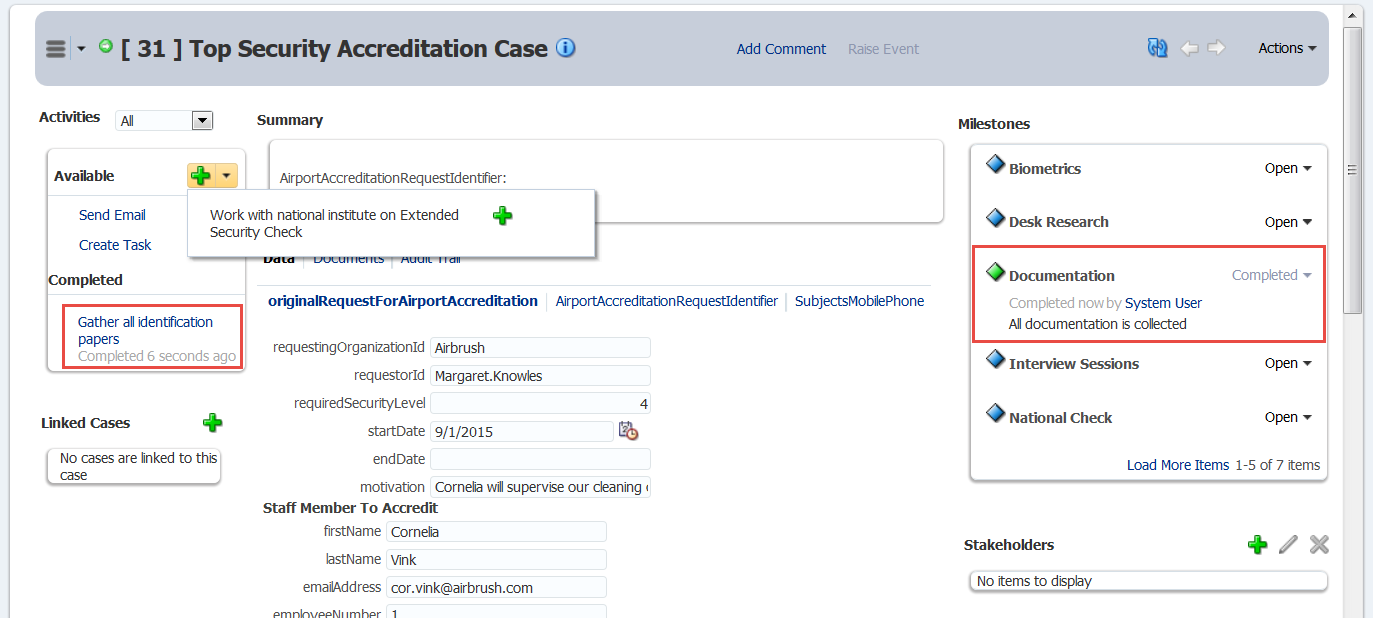 [ 31 ] Top Security Accreditation Case
Add Comment
Raise Event
Actions
Activities
All
Available
Send Email
Create Task
Work with national institute on Extended
Security Check
Completed
Gather all identification
papers
Completed 6 seconds ago
Linked Cases
No cases are linked to this
case
Summary
AirportAccreditationRequestIdentifier:
Data
Documents
Audit Trail
originalRequestForAirportAccreditation
AirportAccreditationRequestIdentifier
SubjectsMobilePhone
requestingOrganizationId Airbrush
requestorId Margaret.Knowles
requiredSecurityLevel 4
startDate 9/1/2015
endDate
motivation Cornelia will supervise our cleaning
Staff Member To Accredit
firstName Cornelia
lastName Vink
emailAddress cor.vink@airbrush.com
employeeNumber 1
Milestones
Biometrics Open
Desk Research Open
Documentation Completed
Completed now by System User
All documentation is collected
Interview Sessions Open
National Check Open
Load More Items 1-5 of 7 items
Stakeholders
No items to display